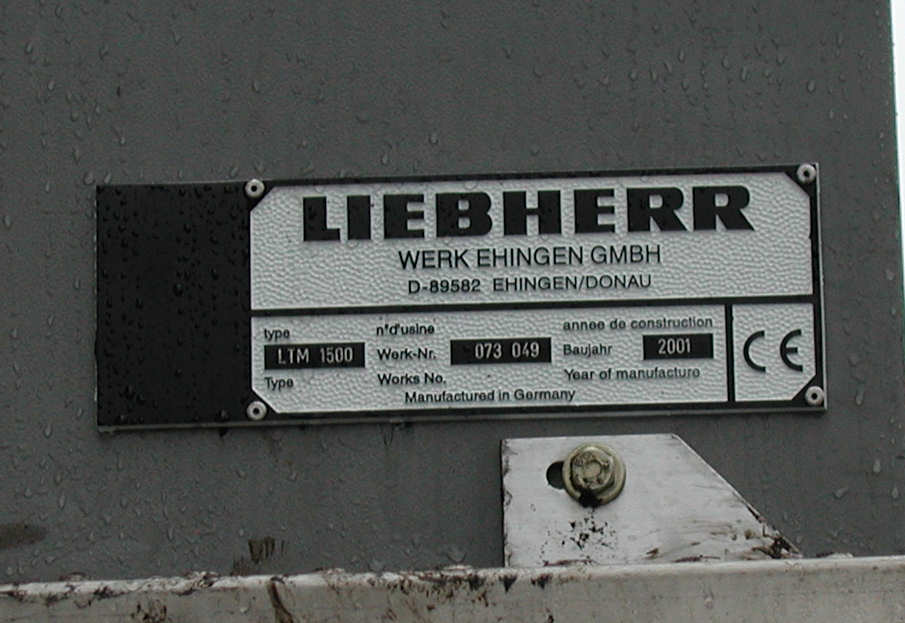 LIEBHERR
WERK EHINGEN GMBH
D-89582 EHINGEN/DONAU
type n°d'usine annee de construction
LTM 1500 Werk-Nr. 073 049 Baujahr 2001
Type Works No. Year of manufacture
Manufactured in Germany
CE